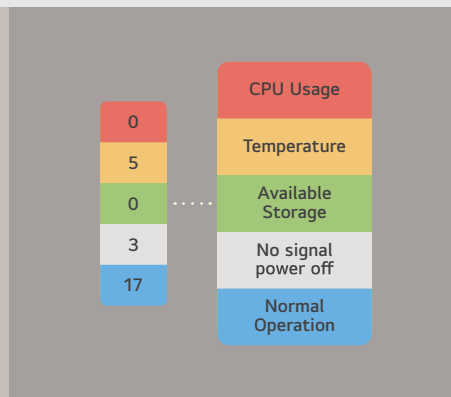 0
5
0
3
17
CPU Usage
Temperature
Available
Storage
No signal
power off
Normal
Operation